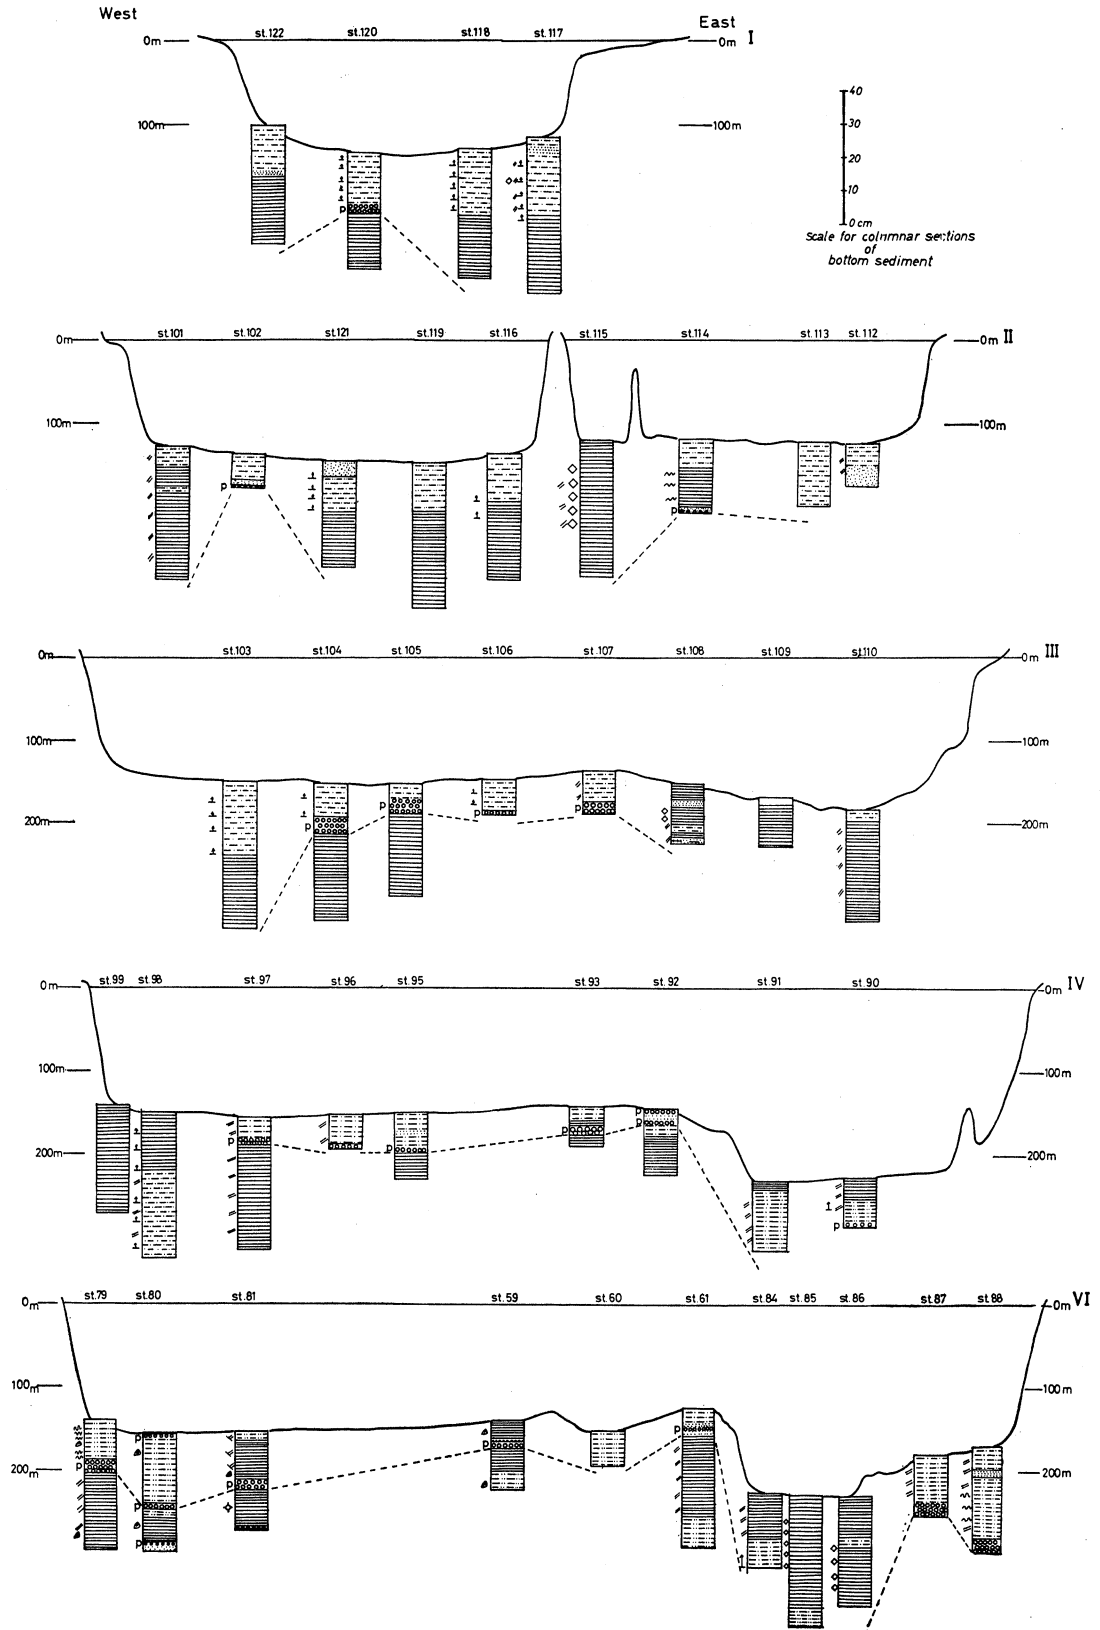 West
East
st.122 st.120 st.118 st.117
0m 0m I
100m 100m
p
40
30
20
10
0 cm
Scale for columnar sections
of
bottom sediment
st.101 st.102 st.121 st.119 st.116 st.115 st.114 st.113 st.112
0m 0m II
100m 100m
p p
st.103 st.104 st.105 st.106 st.107 st.108 st.109 st.110
0m 0m III
100m 100m
200m 200m
p p p p
st.99 st.98 st.97 st.96 st.95 st.93 st.92 st.91 st.90
0m 0m IV
100m 100m
200m 200m
p p p p p p
st.79 st.80 st.81 st.59 st.60 st.61 st.84 st.85 st.86 st.87 st.88
0m 0m VI
100m 100m
200m 200m
p p p p p p p